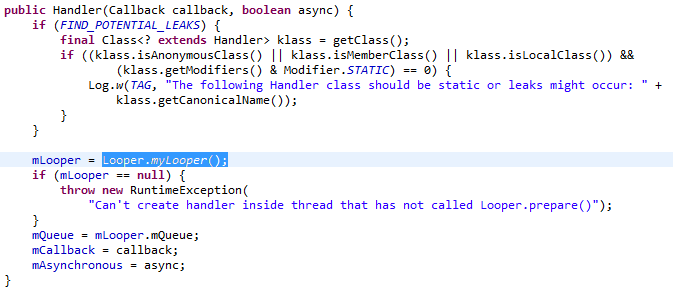 public Handler(Callback callback, boolean async) {
    if (FIND_POTENTIAL_LEAKS) {
        final Class<? extends Handler> klass = getClass();
        if ((klass.isAnonymousClass() || klass.isMemberClass() || klass.isLocalClass()) &&
                (klass.getModifiers() & Modifier.STATIC) == 0) {
            Log.w(TAG, "The following Handler class should be static or leaks might occur: " +
                klass.getCanonicalName());
        }
    }

    mLooper = Looper.myLooper();
    if (mLooper == null) {
        throw new RuntimeException(
            "Can't create handler inside thread that has not called Looper.prepare()");
    }
    mQueue = mLooper.mQueue;
    mCallback = callback;
    mAsynchronous = async;
}